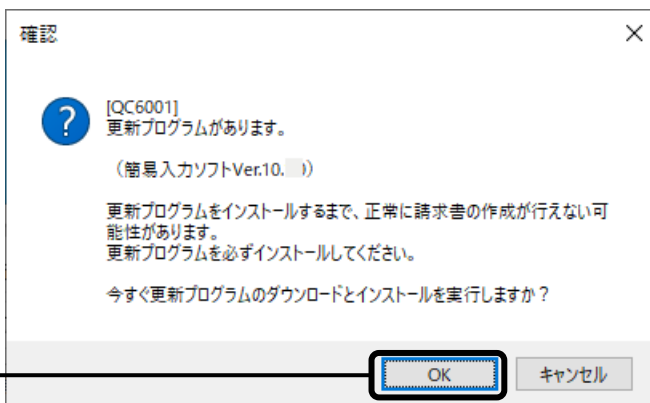 確認
[QC6001]
更新プログラムがあります。
（簡易入力ソフトVer.10. )）
更新プログラムをインストールするまで、正常に請求書の作成が行えない可
能性があります。
更新プログラムを必ずインストールしてください。
今すぐ更新プログラムのダウンロードとインストールを実行しますか？
OK
キャンセル